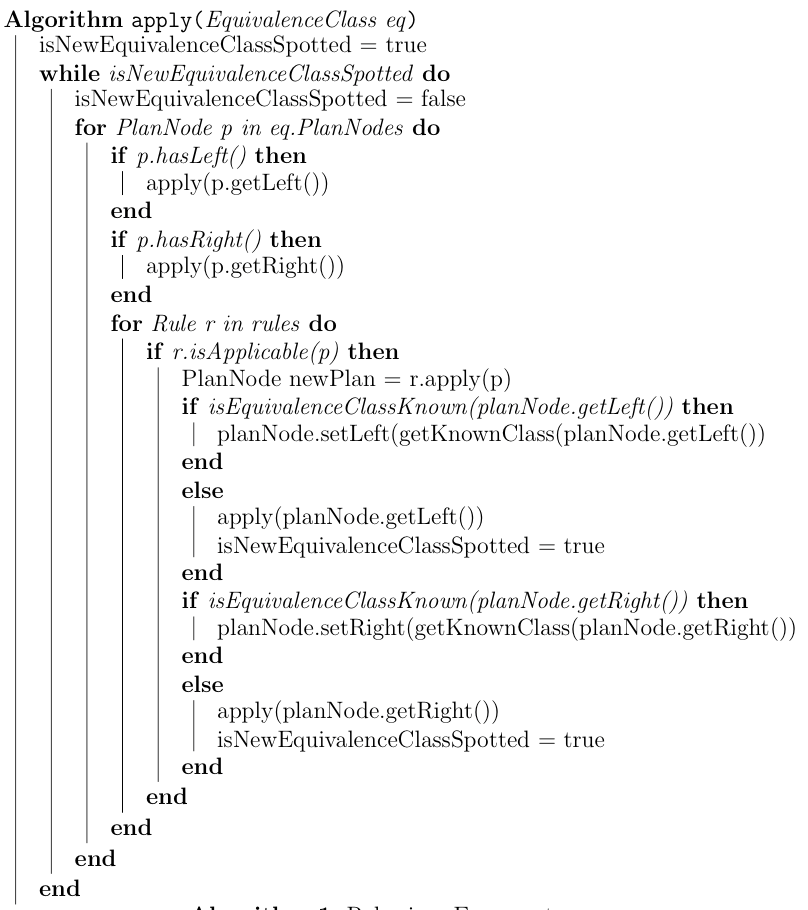 Algorithm apply(EquivalenceClass eq)
isNewEquivalenceClassSpotted = true
while isNewEquivalenceClassSpotted do
isNewEquivalenceClassSpotted = false
for PlanNode p in eq.PlanNodes do
if p.hasLeft() then
apply(p.getLeft())
end
if p.hasRight() then
apply(p.getRight())
end
for Rule r in rules do
if r.isApplicable(p) then
PlanNode newPlan = r.apply(p)
if isEquivalenceClassKnown(planNode.getLeft()) then
planNode.setLeft(getKnownClass(planNode.getLeft())
end
else
apply(planNode.getLeft())
isNewEquivalenceClassSpotted = true
end
if isEquivalenceClassKnown(planNode.getRight()) then
planNode.setRight(getKnownClass(planNode.getRight())
end
else
apply(planNode.getRight())
isNewEquivalenceClassSpotted = true
end
end
end
end
end